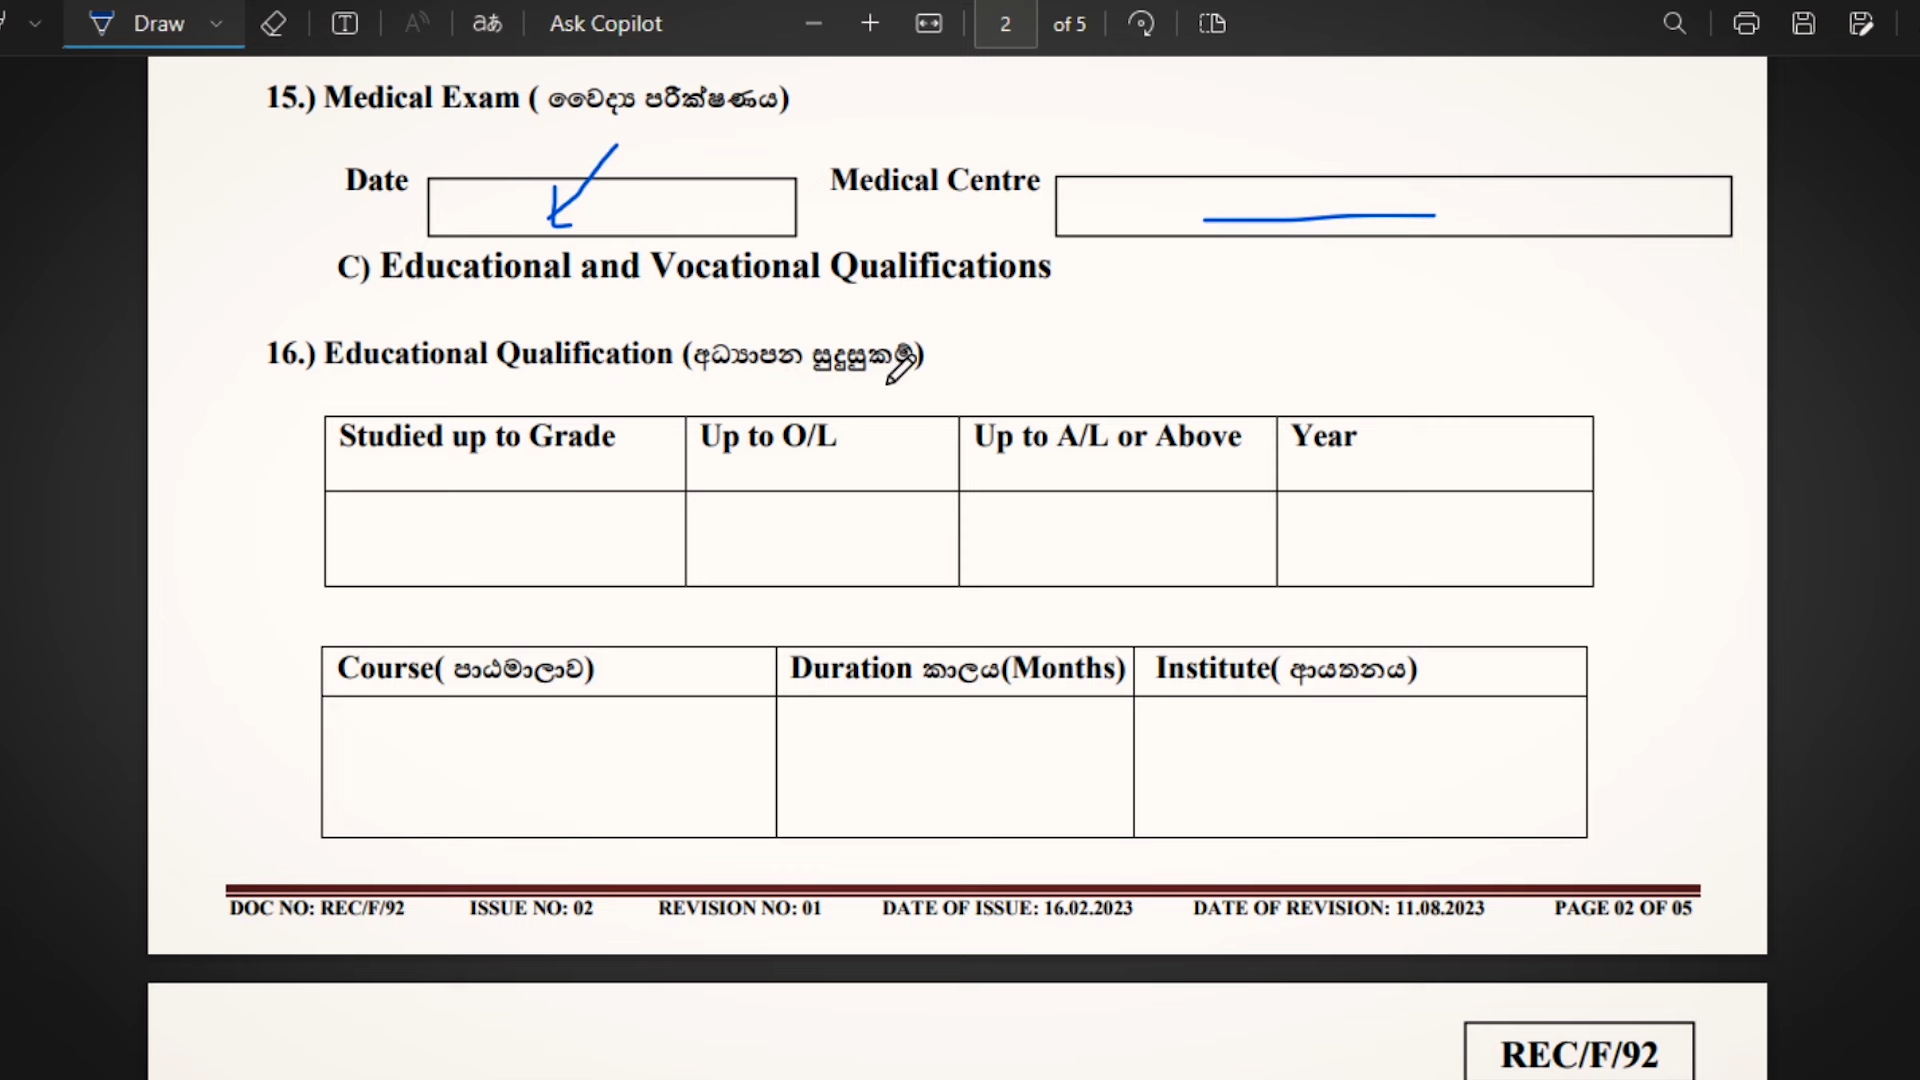 Draw
Ask Copilot
2 of 5
15.) Medical Exam ( වෛද්‍ය පරීක්ෂණය)
Date
Medical Centre
C) Educational and Vocational Qualifications
16.) Educational Qualification (අධ්‍යාපන සුදුසුකම්)
Studied up to Grade Up to O/L Up to A/L or Above Year
Course( පාඨමාලාව) Duration කාලය(Months) Institute( ආයතනය)
DOC NO: REC/F/92 ISSUE NO: 02 REVISION NO: 01 DATE OF ISSUE: 16.02.2023 DATE OF REVISION: 11.08.2023 PAGE 02 OF 05
REC/F/92